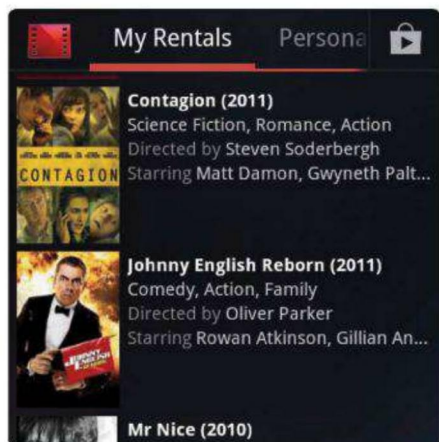 My Rentals Persona
Contagion (2011)
Science Fiction, Romance, Action
Directed by Steven Soderbergh
Starring Matt Damon, Gwyneth Palt...
CONTAGION
Johnny English Reborn (2011)
Comedy, Action, Family
Directed by Oliver Parker
Starring Rowan Atkinson, Gillian An...
JOHNNY
ENGLISH
Mr Nice (2010)